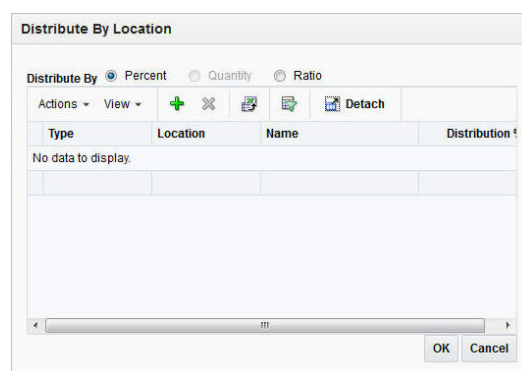 Distribute By Location
Distribute By Percent Quantity Ratio
Actions View Detach
Type Location Name Distribution %
No data to display.
OK Cancel